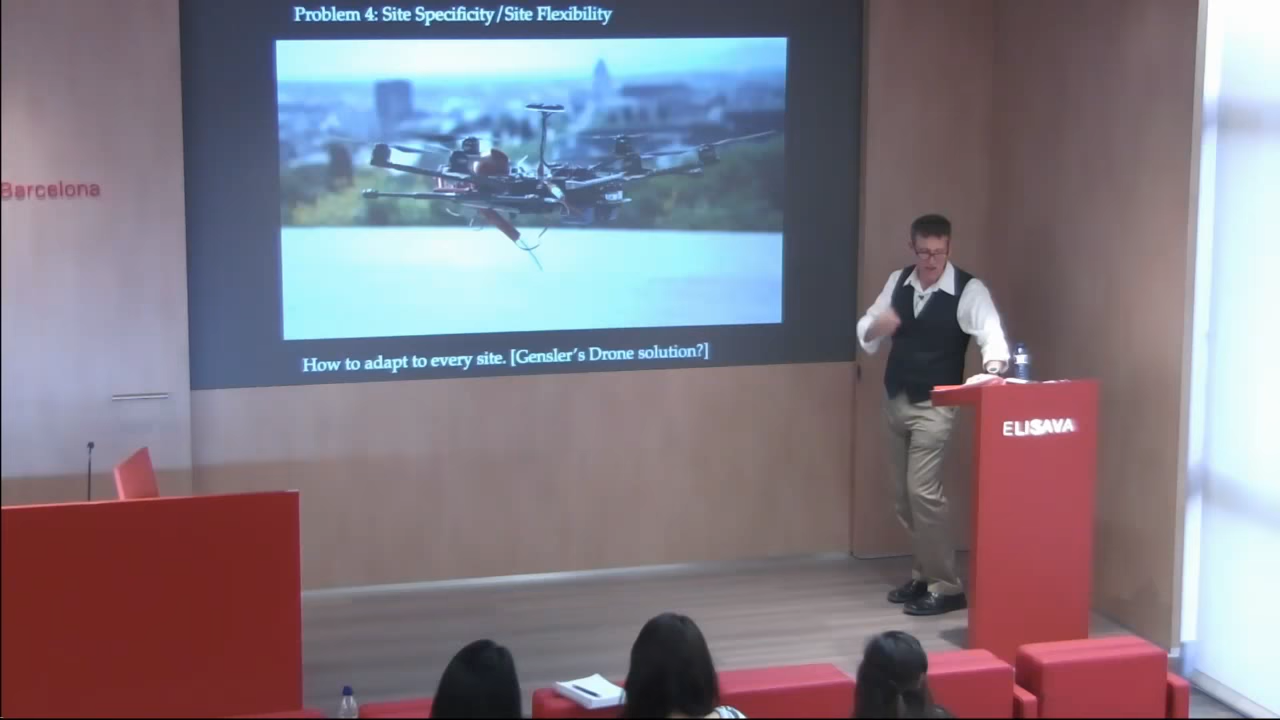 Problem 4: Site Specificity/Site Flexibility
How to adapt to every site. [Gensler's Drone solution?]
Barcelona
ELISAVA